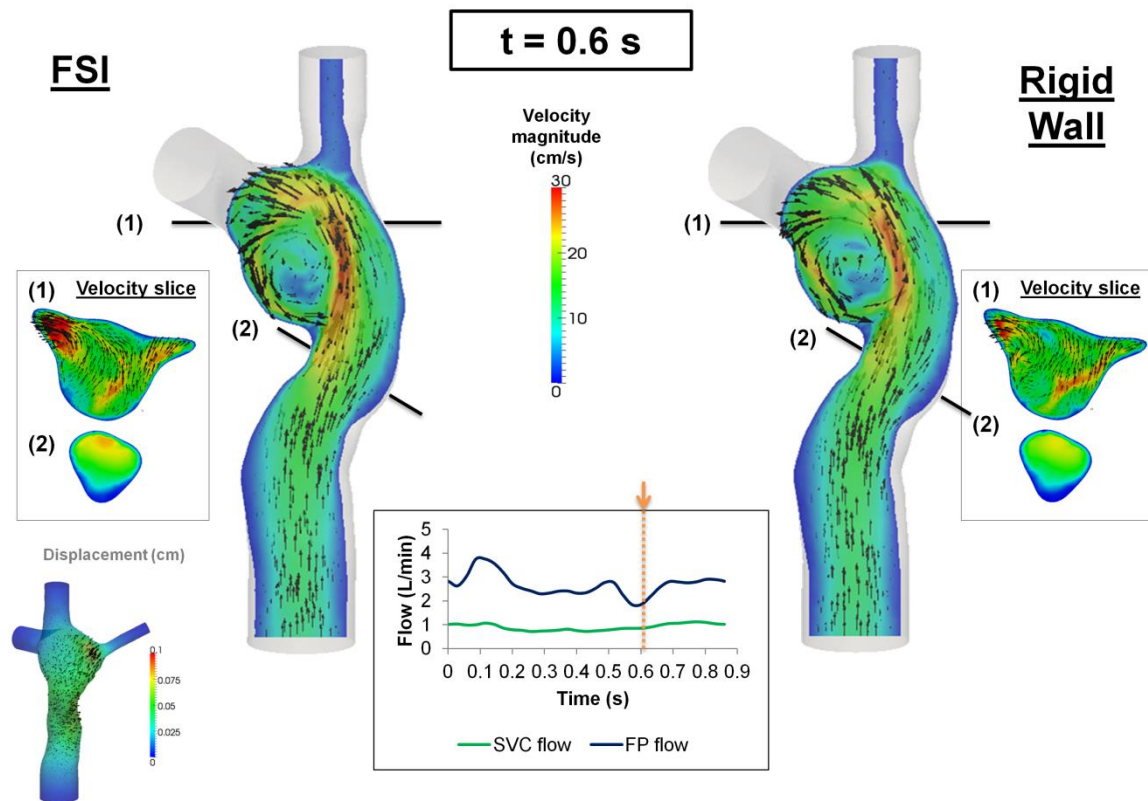 t = 0.6 s
FSI
Rigid
Wall
Velocity
magnitude
(cm/s)
30
20
10
0
(1)
(2)
(1)
(2)
(1) Velocity slice
(2)
(1) Velocity slice
(2)
Displacement (cm)
0.1
0.075
0.05
0.025
0
Flow (L/min)
5
4
3
2
1
0
0 0.1 0.2 0.3 0.4 0.5 0.6 0.7 0.8 0.9
Time (s)
SVC flow FP flow